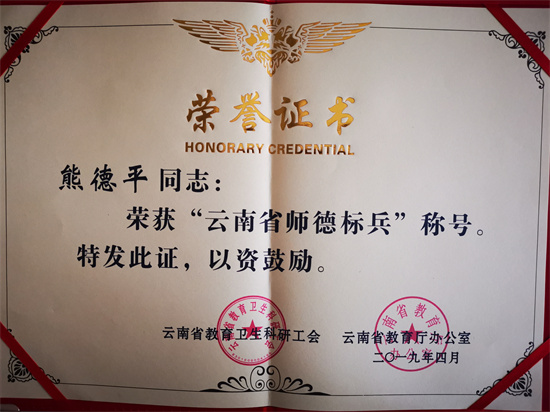 荣誉证书
HONORARY CREDENTIAL
熊德平同志：
荣获“云南省师德标兵”称号。
特发此证，以资鼓励。
云南省教育卫生科研工会 云南省教育厅办公室
二〇一九年四月